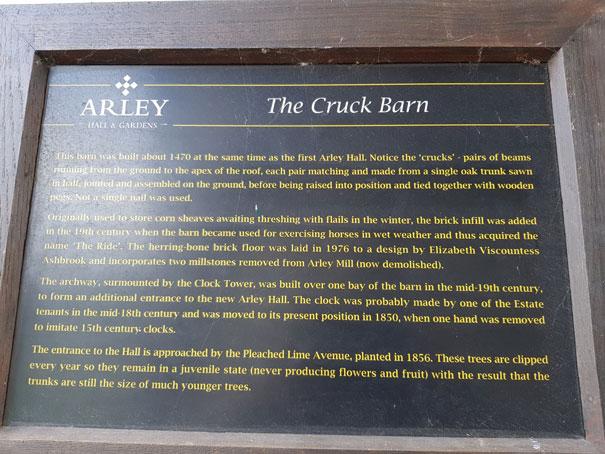 ARLEY
HALL & GARDENS
The Cruck Barn
This barn was built about 1470 at the same time as the first Arley Hall. Notice the 'crucks' - pairs of beams
running from the ground to the apex of the roof, each pair matching and made from a single oak trunk sawn
in half, jointed and assembled on the ground, before being raised into position and tied together with wooden
pegs. Not a single nail was used.
Originally used to store corn sheaves awaiting threshing with flails in the winter, the brick infill was added
in the 19th century when the barn became used for exercising horses in wet weather and thus acquired the
name 'The Ride'. The herring-bone brick floor was laid in 1976 to a design by Elizabeth Viscountess
Ashbrook and incorporates two millstones removed from Arley Mill (now demolished).
The archway, surmounted by the Clock Tower, was built over one bay of the barn in the mid-19th century,
to form an additional entrance to the new Arley Hall. The clock was probably made by one of the Estate
tenants in the mid-18th century and was moved to its present position in 1850, when one hand was removed
to imitate 15th century clocks.
The entrance to the Hall is approached by the Pleached Lime Avenue, planted in 1856. These trees are clipped
every year so they remain in a juvenile state (never producing flowers and fruit) with the result that the
trunks are still the size of much younger trees.